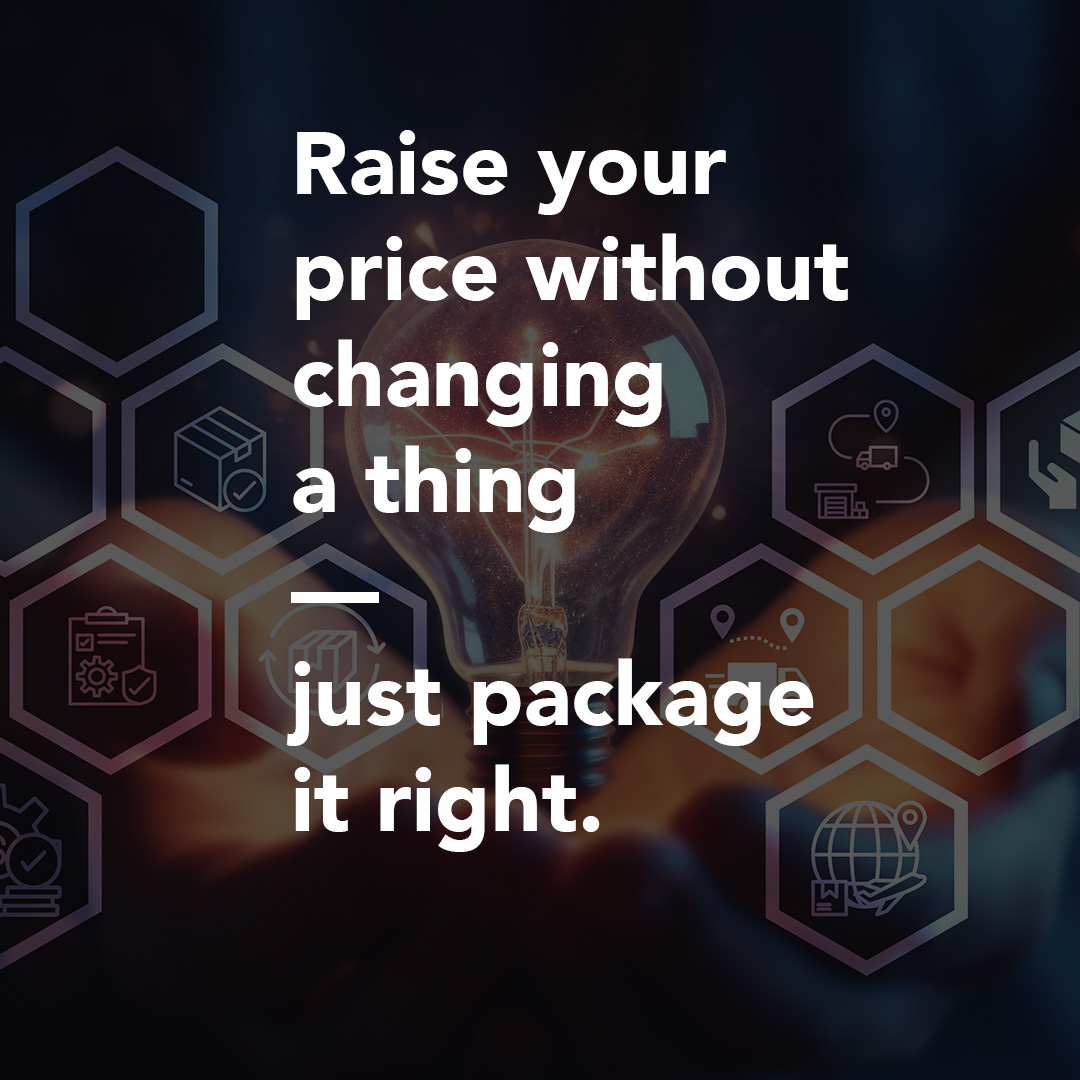 Raise your
price without
changing
a thing
—
just package
it right.